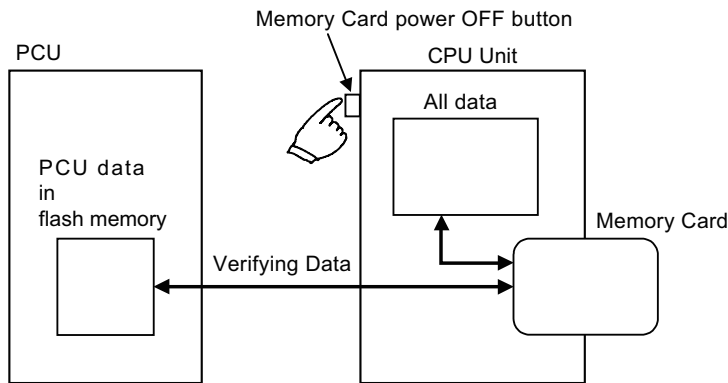 Memory Card power OFF button
PCU
CPU Unit
All data
PCU data
in
flash memory
Memory Card
Verifying Data